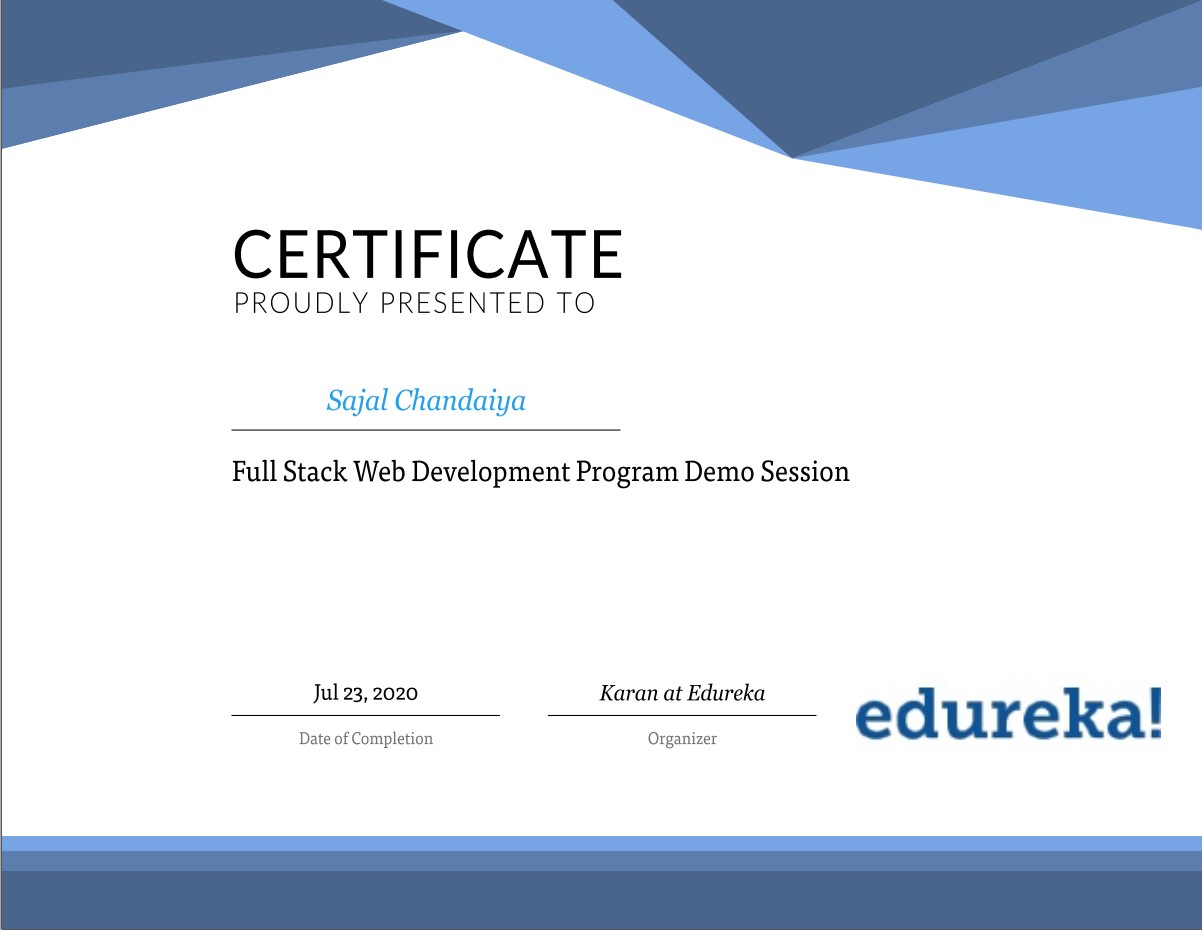 CERTIFICATE
PROUDLY PRESENTED TO
Sajal Chandaiya
Full Stack Web Development Program Demo Session
Jul 23, 2020
Date of Completion
Karan at Edureka
Organizer
edureka!